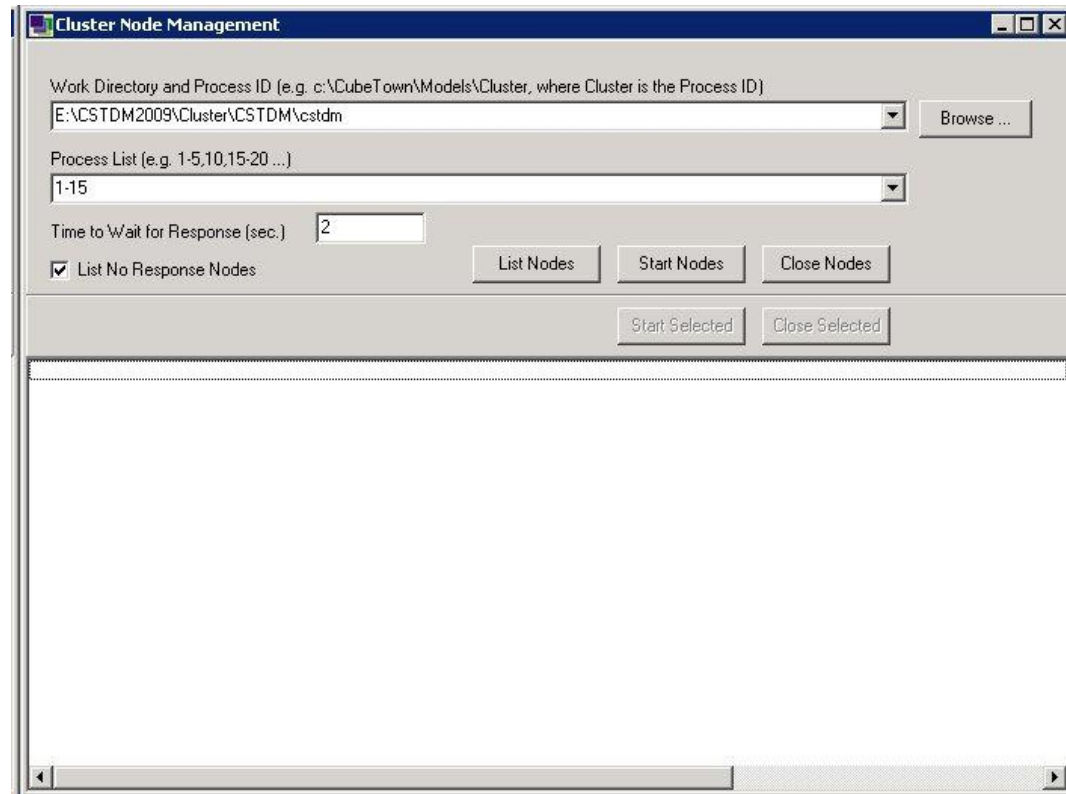 Cluster Node Management
Work Directory and Process ID (e.g. c:\CubeTown\Models\Cluster, where Cluster is the Process ID)
E:\CSTDM2009\Cluster\CSTDM\cstdm
Browse ...
Process List (e.g. 1-5,10,15-20 ...)
1-15
Time to Wait for Response (sec.)
2
List No Response Nodes
List Nodes
Start Nodes
Close Nodes
Start Selected
Close Selected